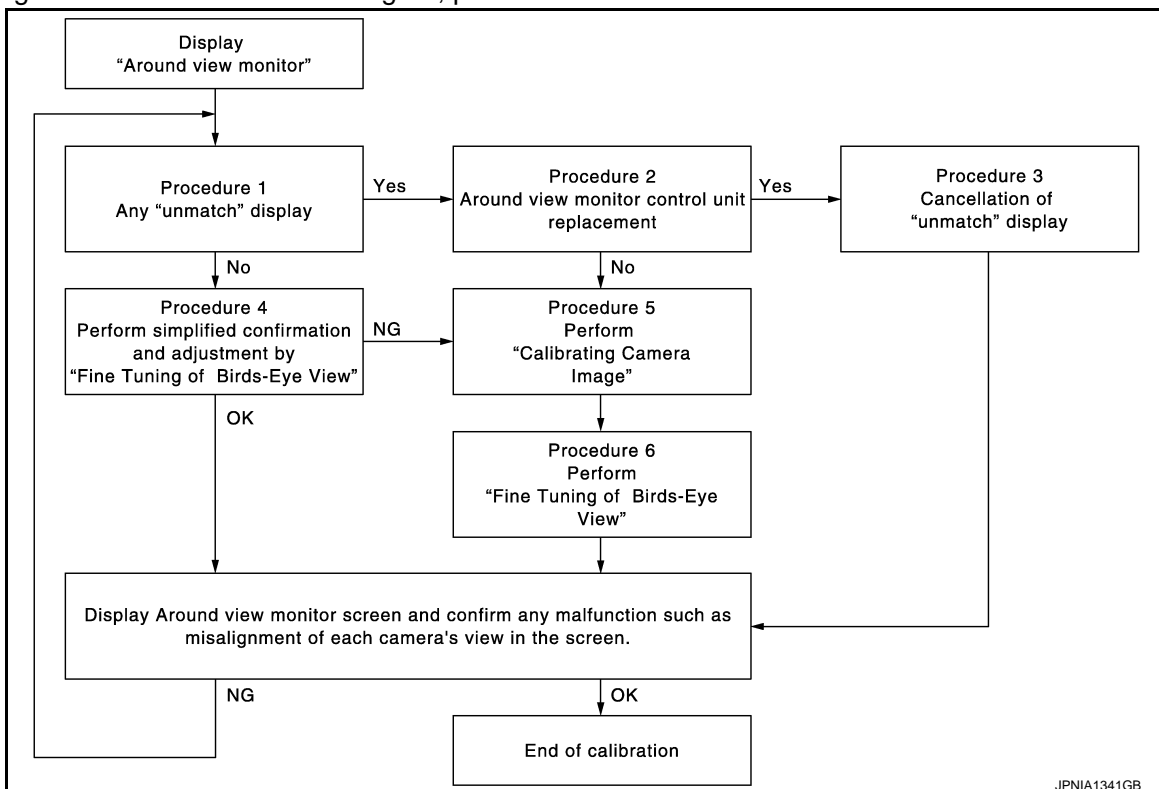 Display
“Around view monitor”
Procedure 1
Any “unmatch” display
Yes
Procedure 2
Around view monitor control unit
replacement
Yes
Procedure 3
Cancellation of
“unmatch” display
No
No
Procedure 4
Perform simplified confirmation
and adjustment by
“Fine Tuning of Birds-Eye View”
NG
Procedure 5
Perform
“Calibrating Camera
Image”
OK
Procedure 6
Perform
“Fine Tuning of Birds-Eye
View”
Display Around view monitor screen and confirm any malfunction such as
misalignment of each camera's view in the screen.
NG
OK
End of calibration
JPNIA1341GB